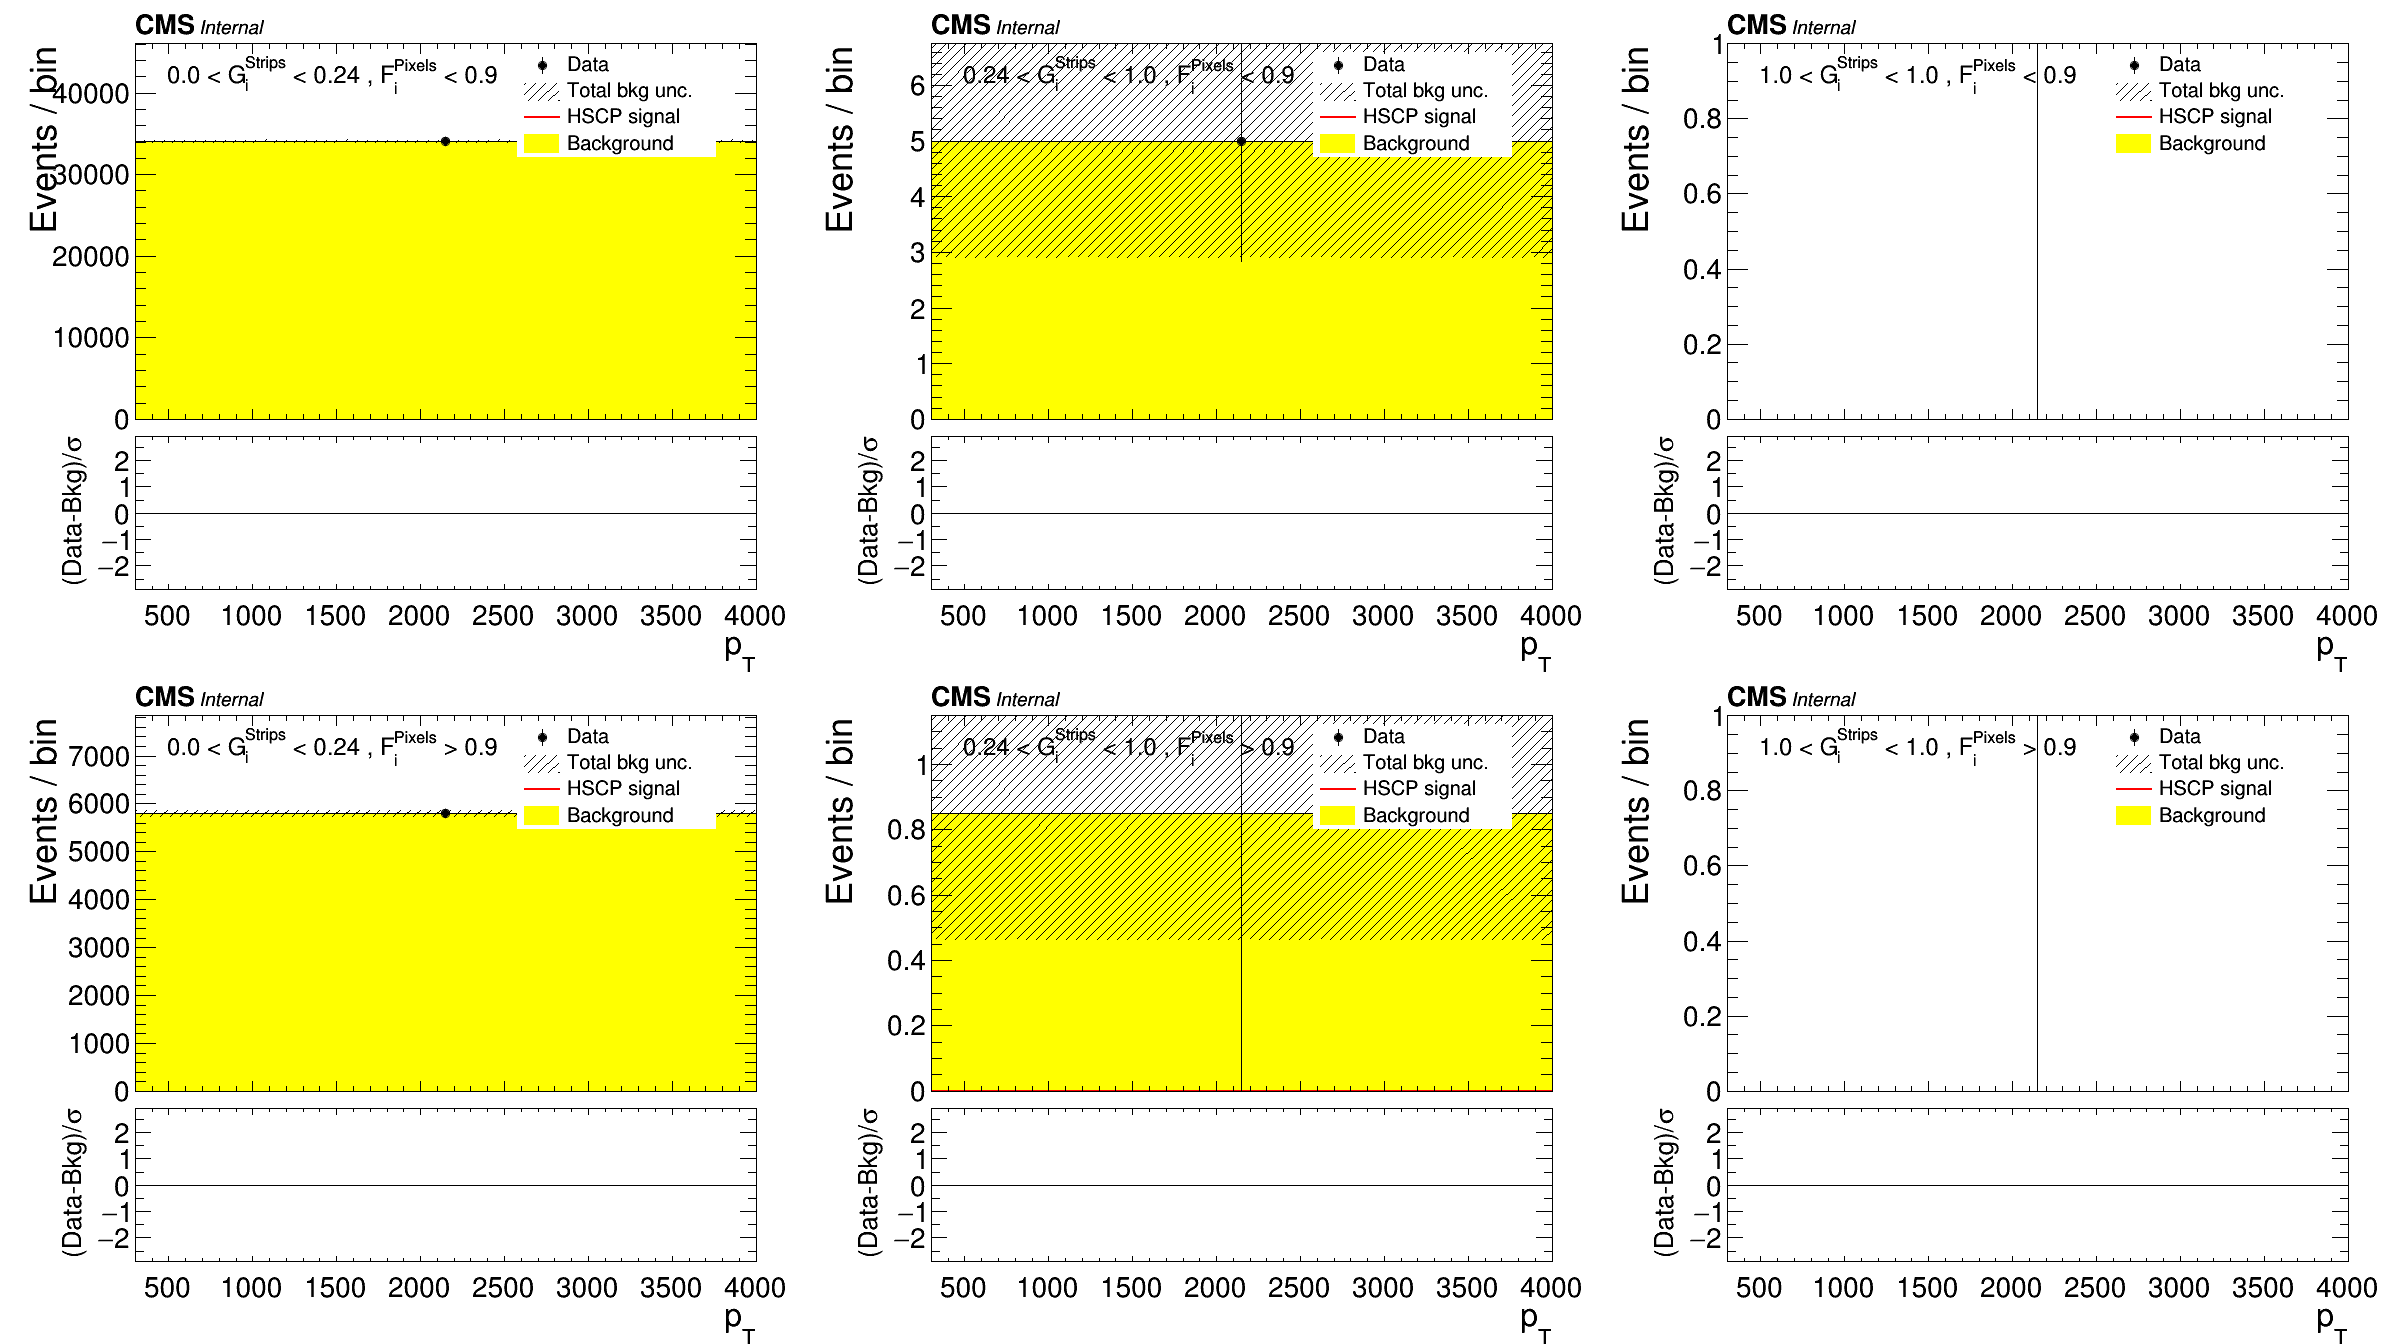 CMS Internal
Events / bin
0.0 < G_i^Strips < 0.24 , F_i^Pixels < 0.9
Data
Total bkg unc.
HSCP signal
Background
40000
30000
20000
10000
0
(Data-Bkg)/σ
2
1
0
−1
−2
500 1000 1500 2000 2500 3000 3500 4000
p_T
CMS Internal
Events / bin
0.24 < G_i^Strips < 1.0 , F_i^Pixels < 0.9
Data
Total bkg unc.
HSCP signal
Background
6
5
4
3
2
1
0
(Data-Bkg)/σ
2
1
0
−1
−2
500 1000 1500 2000 2500 3000 3500 4000
p_T
CMS Internal
Events / bin
1.0 < G_i^Strips < 1.0 , F_i^Pixels < 0.9
Data
Total bkg unc.
HSCP signal
Background
1
0.8
0.6
0.4
0.2
0
(Data-Bkg)/σ
2
1
0
−1
−2
500 1000 1500 2000 2500 3000 3500 4000
p_T
CMS Internal
Events / bin
0.0 < G_i^Strips < 0.24 , F_i^Pixels > 0.9
Data
Total bkg unc.
HSCP signal
Background
7000
6000
5000
4000
3000
2000
1000
0
(Data-Bkg)/σ
2
1
0
−1
−2
500 1000 1500 2000 2500 3000 3500 4000
p_T
CMS Internal
Events / bin
0.24 < G_i^Strips < 1.0 , F_i^Pixels > 0.9
Data
Total bkg unc.
HSCP signal
Background
1
0.8
0.6
0.4
0.2
0
(Data-Bkg)/σ
2
1
0
−1
−2
500 1000 1500 2000 2500 3000 3500 4000
p_T
CMS Internal
Events / bin
1.0 < G_i^Strips < 1.0 , F_i^Pixels > 0.9
Data
Total bkg unc.
HSCP signal
Background
1
0.8
0.6
0.4
0.2
0
(Data-Bkg)/σ
2
1
0
−1
−2
500 1000 1500 2000 2500 3000 3500 4000
p_T